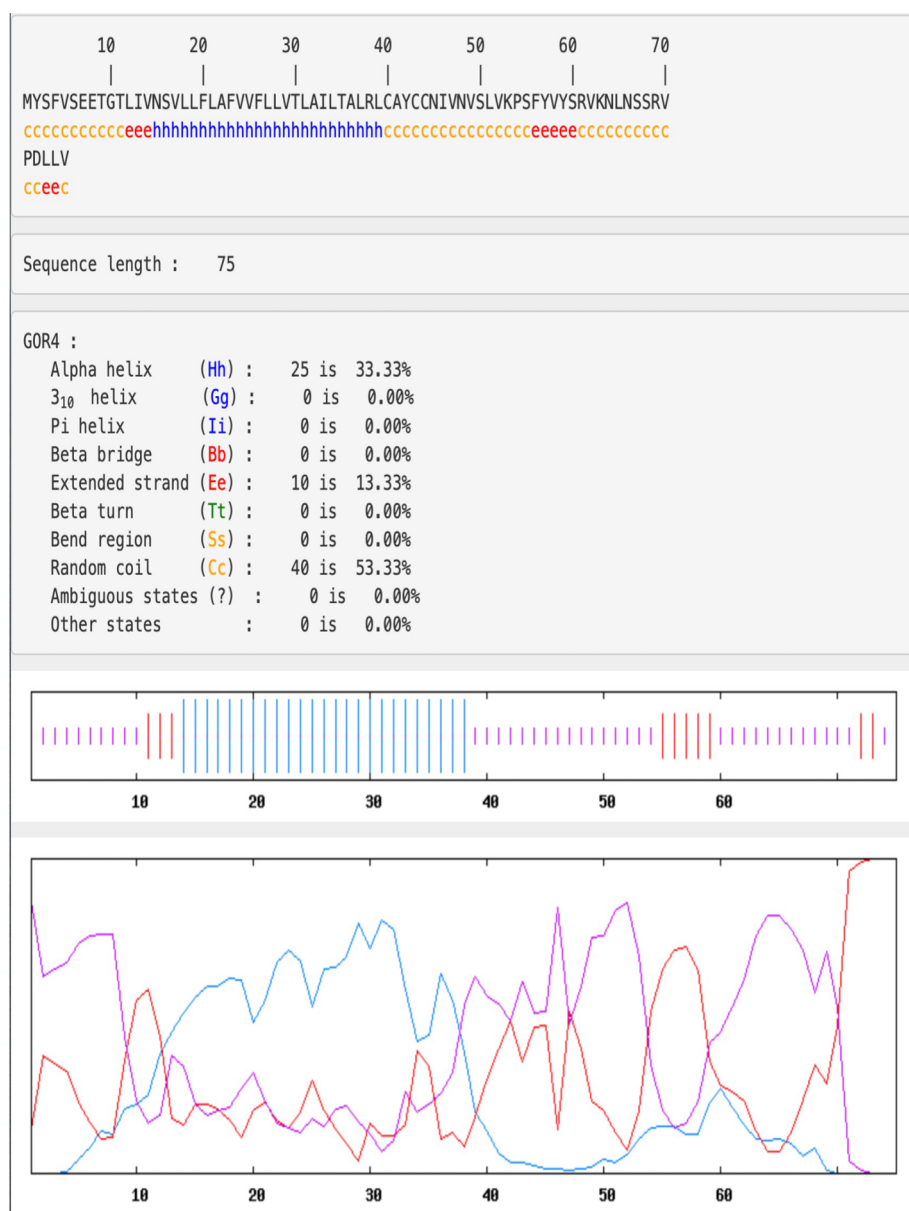 10 20 30 40 50 60 70
| | | | | | |
MYSFVSEETGTLIVNSVLLFLAFVVFLLVTLAILTALRLCAYCCNIVNVSLVKPSFYVYSRVKNLNSSRV
ccccccccccceeehhhhhhhhhhhhhhhhhhhhhhhhhcccccccccccccccceeeeecccccccccc
PDLLV
cceec
Sequence length : 75
GOR4 :
Alpha helix (Hh) : 25 is 33.33%
3₁₀ helix (Gg) : 0 is 0.00%
Pi helix (Ii) : 0 is 0.00%
Beta bridge (Bb) : 0 is 0.00%
Extended strand (Ee) : 10 is 13.33%
Beta turn (Tt) : 0 is 0.00%
Bend region (Ss) : 0 is 0.00%
Random coil (Cc) : 40 is 53.33%
Ambiguous states (?) : 0 is 0.00%
Other states : 0 is 0.00%
10 20 30 40 50 60
10 20 30 40 50 60